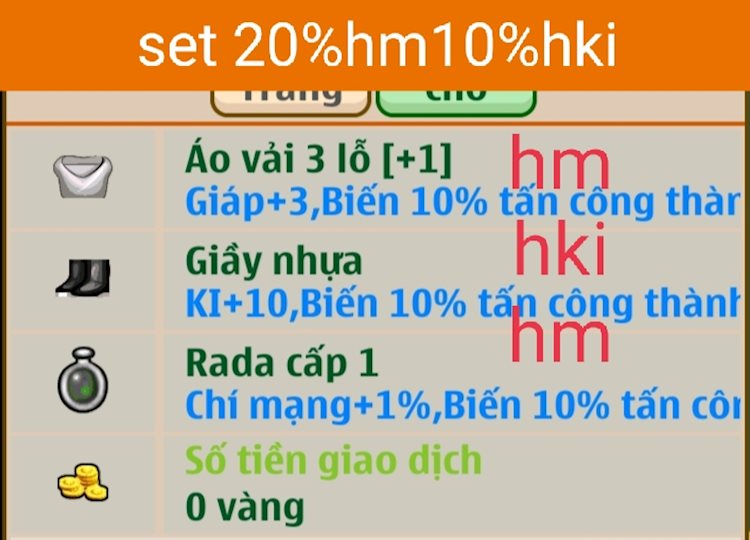 set 20%hm10%hki
Trang
chờ
Áo vải 3 lỗ [+1]
hm
Giáp+3,Biến 10% tấn công thàn
hki
Giầy nhựa
KI+10,Biến 10% tấn công thành
hm
Rada cấp 1
Chí mạng+1%,Biến 10% tấn côn
Số tiền giao dịch
0 vàng